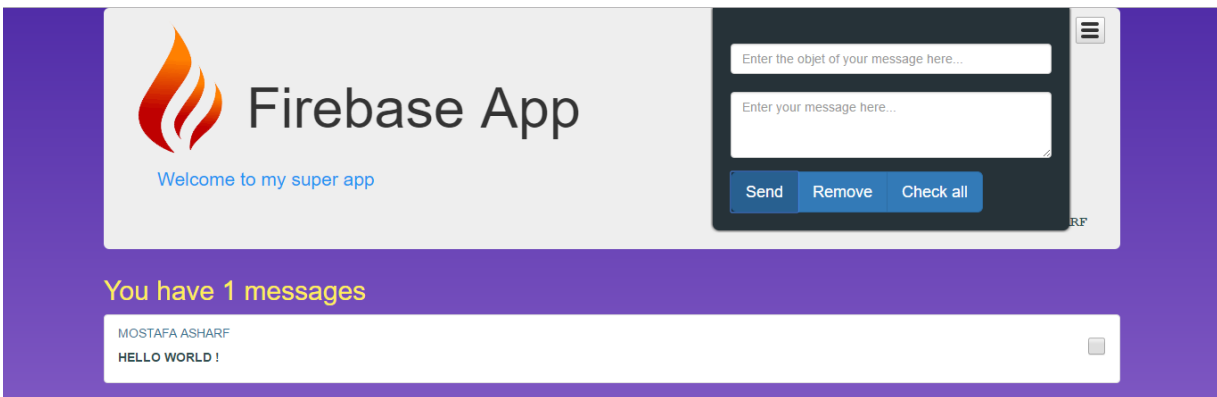 Firebase App
Welcome to my super app
Enter the objet of your message here...
Enter your message here...
Send Remove Check all
RF
You have 1 messages
MOSTAFA ASHARF
HELLO WORLD !